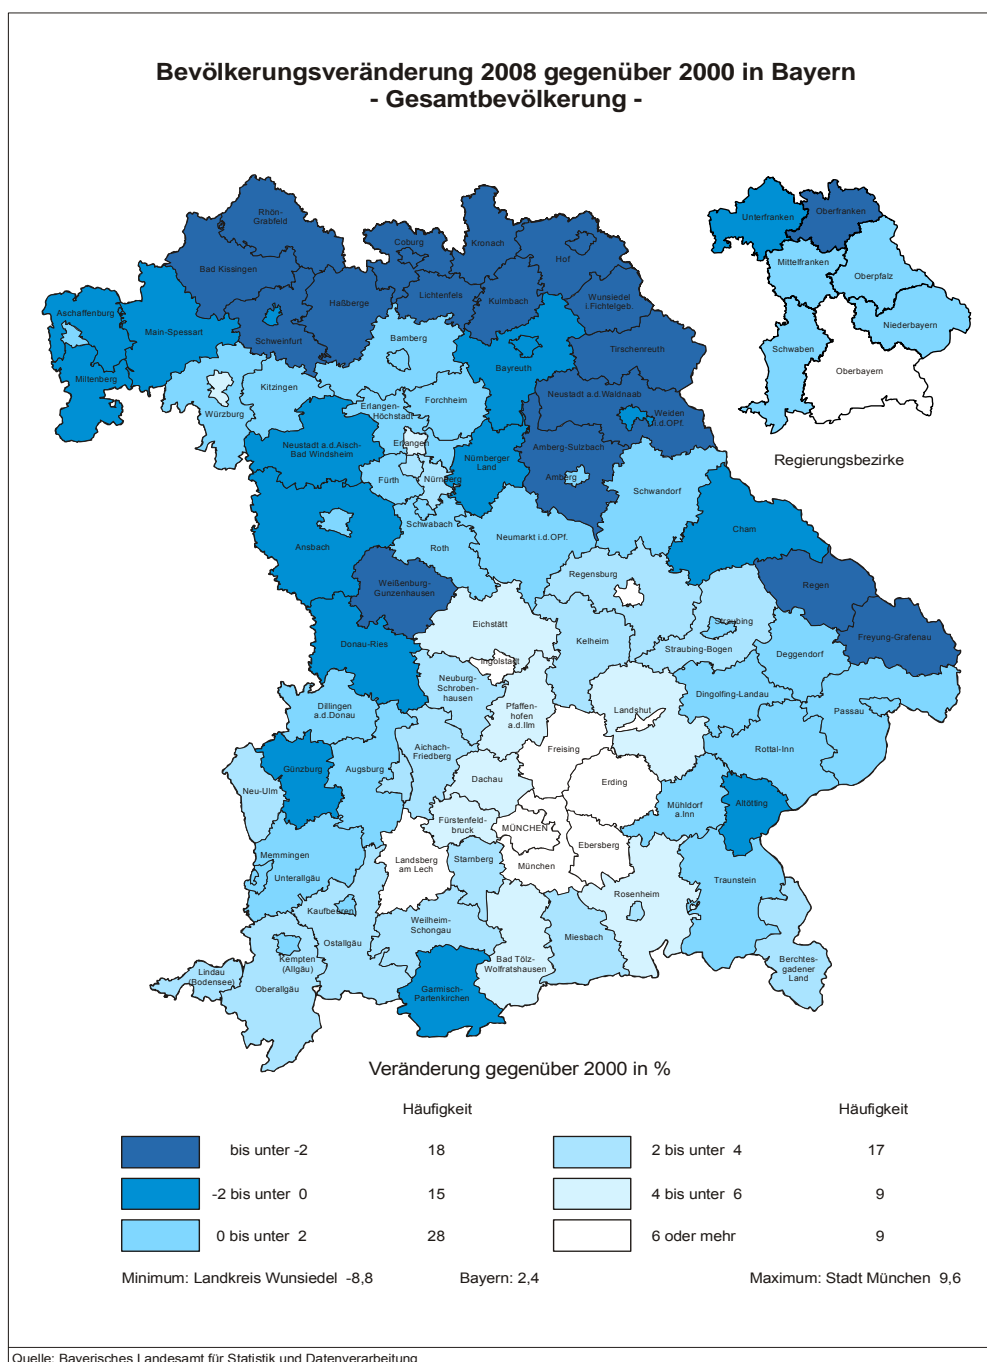 Bevölkerungsveränderung 2008 gegenüber 2000 in Bayern
- Gesamtbevölkerung -
Rhön-
Grabfeld
Coburg
Kronach
Hof
Bad Kissingen
Haßberge
Lichtenfels
Kulmbach
Wunsiedel
i.Fichtelgeb.
Aschaffenburg
Main-Spessart
Schweinfurt
Bamberg
Bayreuth
Tirschenreuth
Miltenberg
Würzburg
Kitzingen
Erlangen-
Höchstadt
Forchheim
Neustadt a.d.Waldnaab
Weiden
i.d.OPf.
Neustadt a.d.Aisch-
Bad Windsheim
Erlangen
Nürnberger
Land
Amberg-Sulzbach
Amberg
Fürth
Nürnberg
Schwandorf
Ansbach
Schwabach
Roth
Neumarkt i.d.OPf.
Cham
Weißenburg-
Gunzenhausen
Regensburg
Regen
Eichstätt
Kelheim
Straubing
Straubing-Bogen
Freyung-Grafenau
Donau-Ries
Ingolstadt
Deggendorf
Neuburg-
Schroben-
hausen
Dingolfing-Landau
Dillingen
a.d.Donau
Pfaffen-
hofen
a.d.Ilm
Landshut
Passau
Aichach-
Friedberg
Freising
Rottal-Inn
Günzburg
Augsburg
Neu-Ulm
Dachau
Erding
Mühldorf
a.Inn
Altötting
Fürstenfeld-
bruck
MÜNCHEN
Ebersberg
Memmingen
Landsberg
am Lech
Starnberg
München
Unterallgäu
Traunstein
Rosenheim
Kaufbeuren
Weilheim-
Schongau
Ostallgäu
Miesbach
Kempten
(Allgäu)
Bad Tölz-
Wolfratshausen
Berchtes-
gadener
Land
Lindau
(Bodensee)
Oberallgäu
Garmisch-
Partenkirchen
Unterfranken
Oberfranken
Mittelfranken
Oberpfalz
Niederbayern
Schwaben
Oberbayern
Regierungsbezirke
Veränderung gegenüber 2000 in %
Häufigkeit
Häufigkeit
bis unter -2 18
2 bis unter 4 17
-2 bis unter 0 15
4 bis unter 6 9
0 bis unter 2 28
6 oder mehr 9
Minimum: Landkreis Wunsiedel -8,8 Bayern: 2,4 Maximum: Stadt München 9,6
Quelle: Bayerisches Landesamt für Statistik und Datenverarbeitung